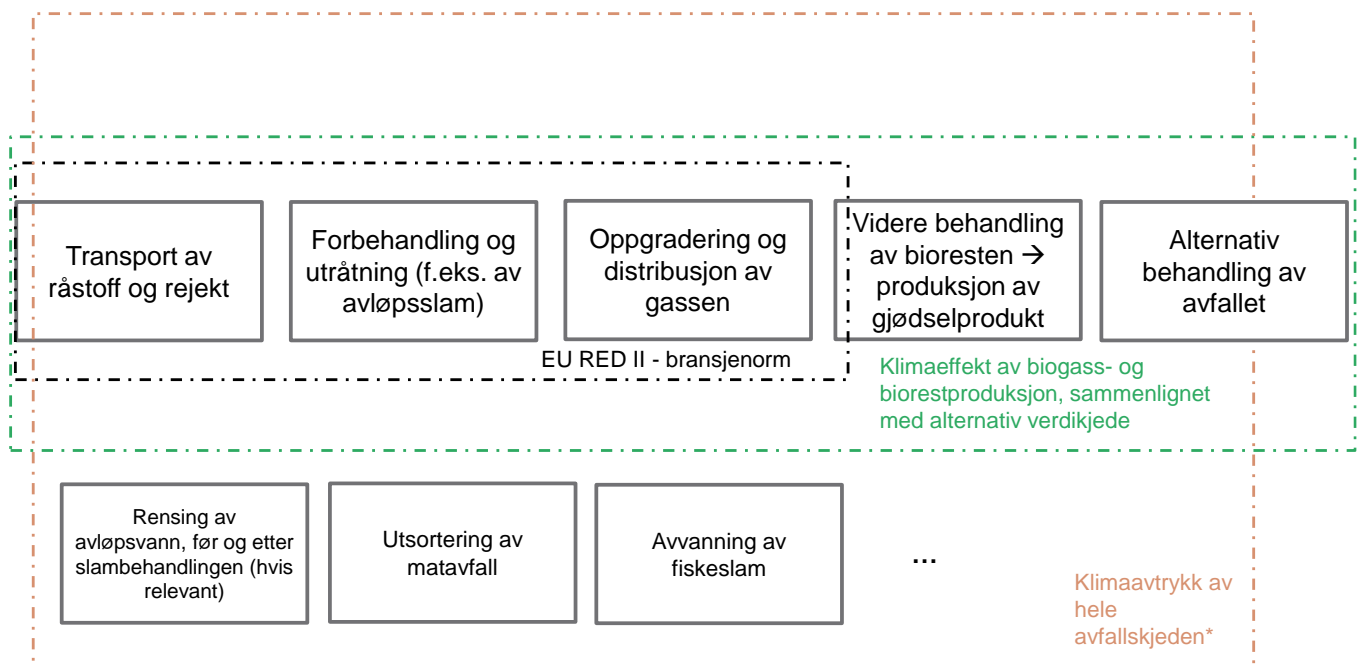 Transport av
råstoff og rejekt
Forbehandling og
utråtning (f.eks. av
avløpsslam)
Oppgradering og
distribusjon av
gassen
Videre behandling
av bioresten →
produksjon av
gjødselprodukt
Alternativ
behandling av
avfallet
EU RED II - bransjenorm
Klimaeffekt av biogass- og
biorestproduksjon, sammenlignet
med alternativ verdikjede
Rensing av
avløpsvann, før og etter
slambehandlingen (hvis
relevant)
Utsortering av
matavfall
Avvanning av
fiskeslam
...
Klimaavtrykk av
hele
avfallskjeden*